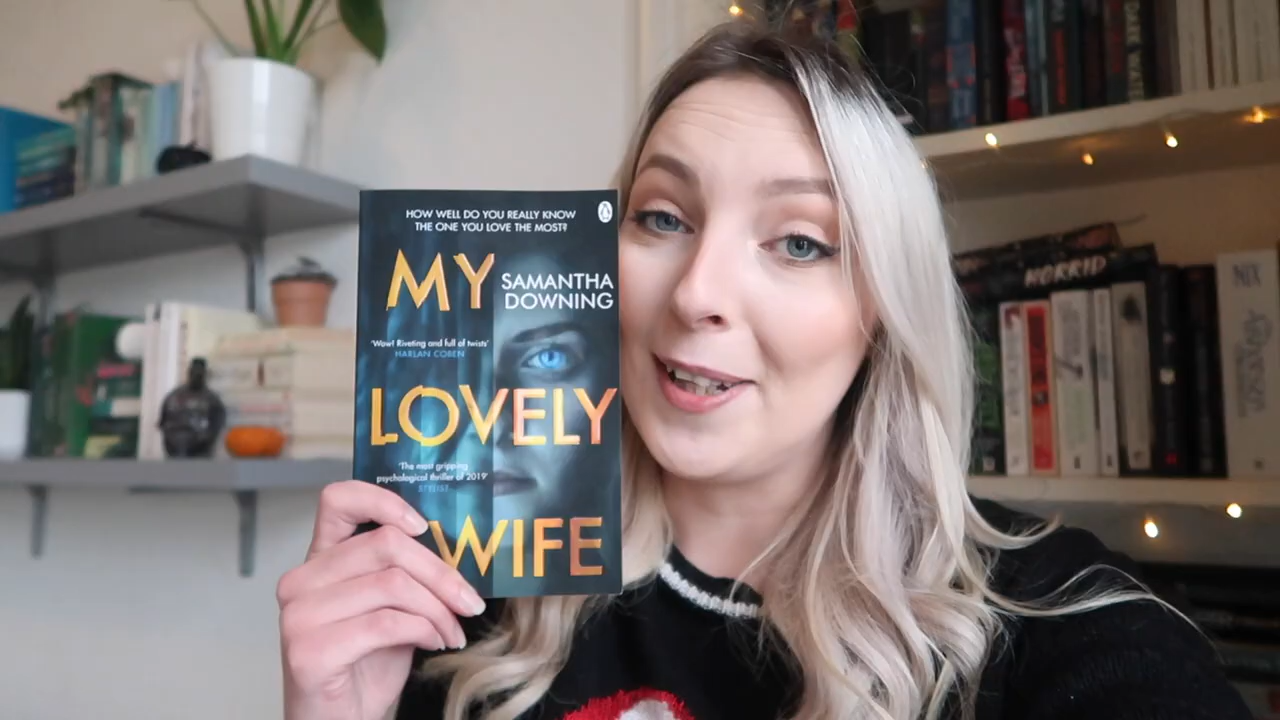 HOW WELL DO YOU REALLY KNOW
THE ONE YOU LOVE THE MOST?
MY
SAMANTHA
DOWNING
'Wow! Riveting and full of twists'
HARLAN COBEN
LOVELY
'The most gripping
psychological thriller of 2019'
STYLIST
WIFE
HORRID
NIX